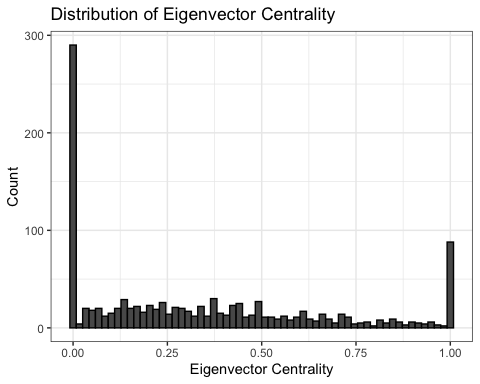 Distribution of Eigenvector Centrality
300
200
100
0
Count
0.00 0.25 0.50 0.75 1.00
Eigenvector Centrality